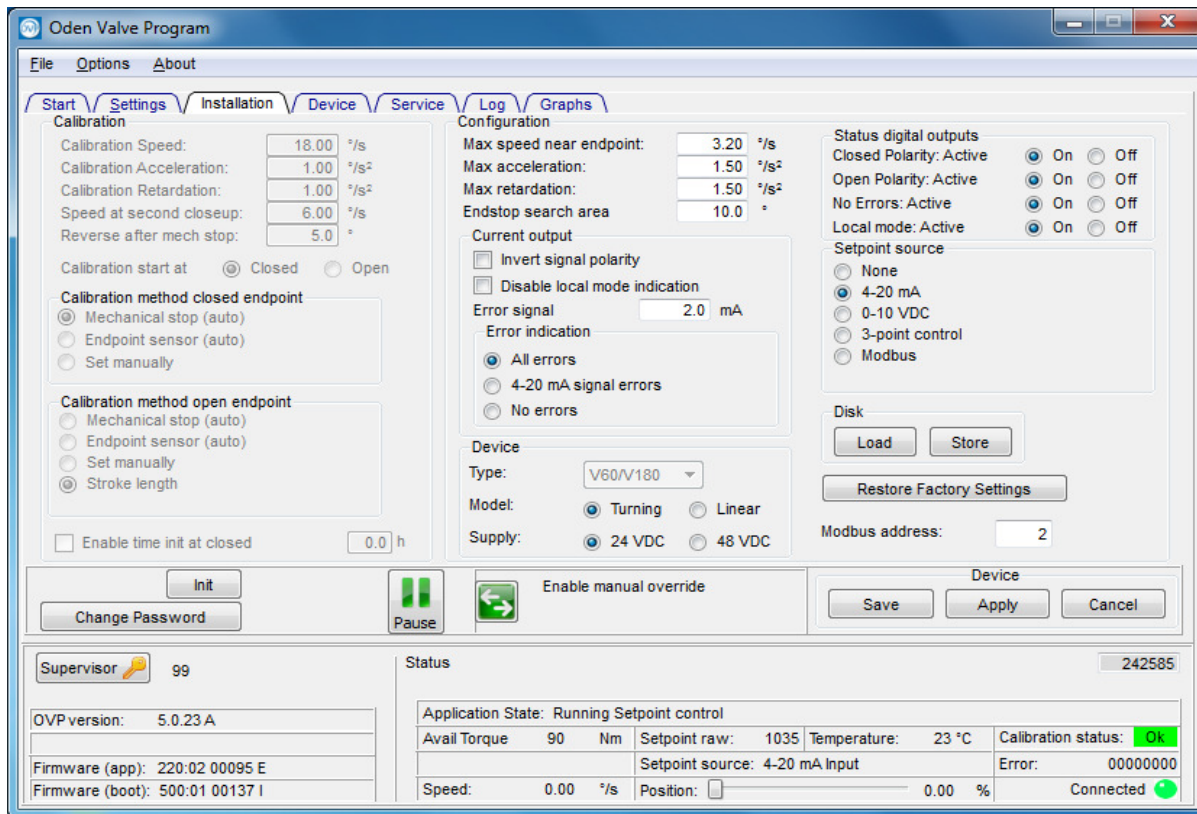 Oden Valve Program
File Options About
Start Settings Installation Device Service Log Graphs
Calibration
Calibration Speed: 18.00 °/s
Calibration Acceleration: 1.00 °/s²
Calibration Retardation: 1.00 °/s²
Speed at second closeup: 6.00 °/s
Reverse after mech stop: 5.0 °
Calibration start at Closed Open
Calibration method closed endpoint
Mechanical stop (auto)
Endpoint sensor (auto)
Set manually
Calibration method open endpoint
Mechanical stop (auto)
Endpoint sensor (auto)
Set manually
Stroke length
Enable time init at closed 0.0 h
Configuration
Max speed near endpoint: 3.20 °/s
Max acceleration: 1.50 °/s²
Max retardation: 1.50 °/s²
Endstop search area 10.0 °
Current output
Invert signal polarity
Disable local mode indication
Error signal 2.0 mA
Error indication
All errors
4-20 mA signal errors
No errors
Device
Type: V60/V180
Model: Turning Linear
Supply: 24 VDC 48 VDC
Status digital outputs
Closed Polarity: Active On Off
Open Polarity: Active On Off
No Errors: Active On Off
Local mode: Active On Off
Setpoint source
None
4-20 mA
0-10 VDC
3-point control
Modbus
Disk
Load Store
Restore Factory Settings
Modbus address: 2
Init
Change Password
Pause
Enable manual override
Device
Save Apply Cancel
Supervisor 99
OVP version: 5.0.23 A
Firmware (app): 220:02 00095 E
Firmware (boot): 500:01 00137 I
Status 242585
Application State: Running Setpoint control
Avail Torque 90 Nm Setpoint raw: 1035 Temperature: 23 °C Calibration status: Ok
Setpoint source: 4-20 mA Input Error: 00000000
Speed: 0.00 °/s Position: 0.00 % Connected